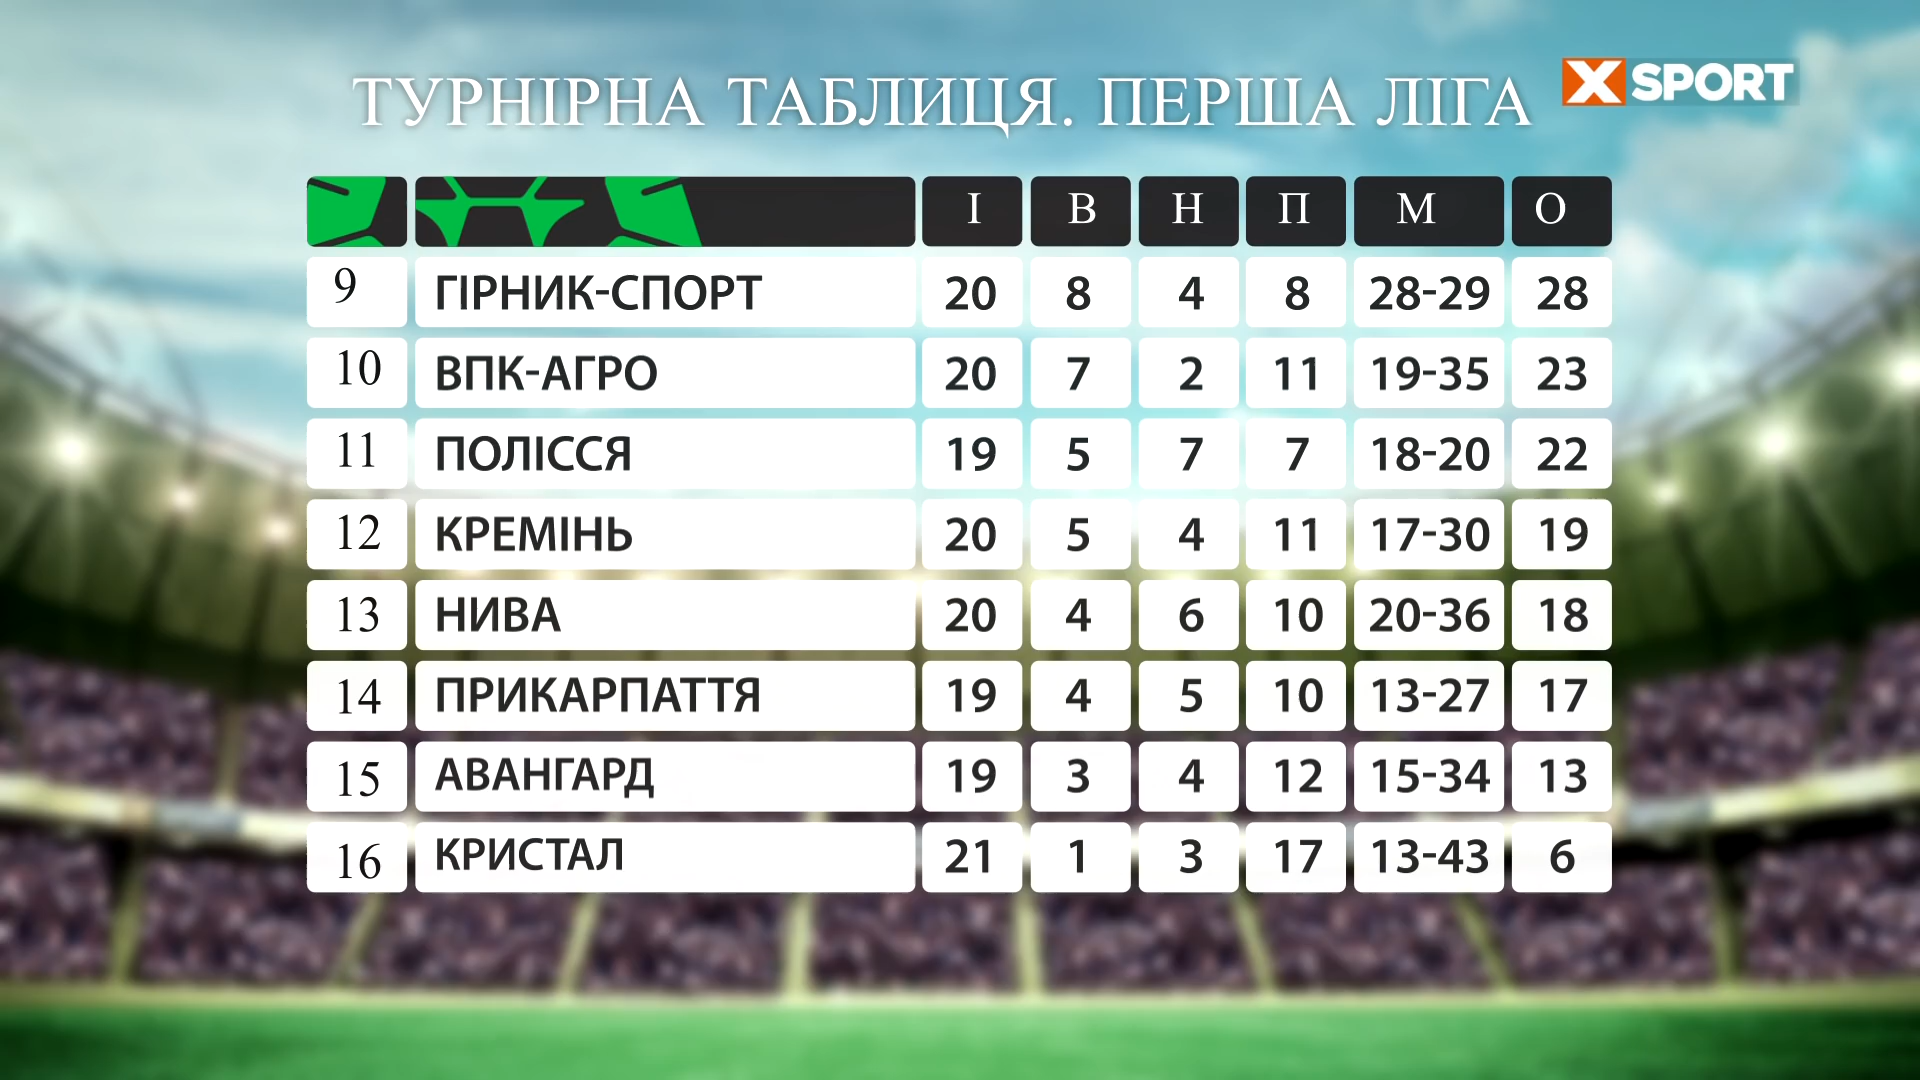 ТУРНІРНА ТАБЛИЦЯ. ПЕРША ЛІГА
X SPORT
І В Н П М О
9 ГІРНИК-СПОРТ 20 8 4 8 28-29 28
10 ВПК-АГРО 20 7 2 11 19-35 23
11 ПОЛІССЯ 19 5 7 7 18-20 22
12 КРЕМІНЬ 20 5 4 11 17-30 19
13 НИВА 20 4 6 10 20-36 18
14 ПРИКАРПАТТЯ 19 4 5 10 13-27 17
15 АВАНГАРД 19 3 4 12 15-34 13
16 КРИСТАЛ 21 1 3 17 13-43 6